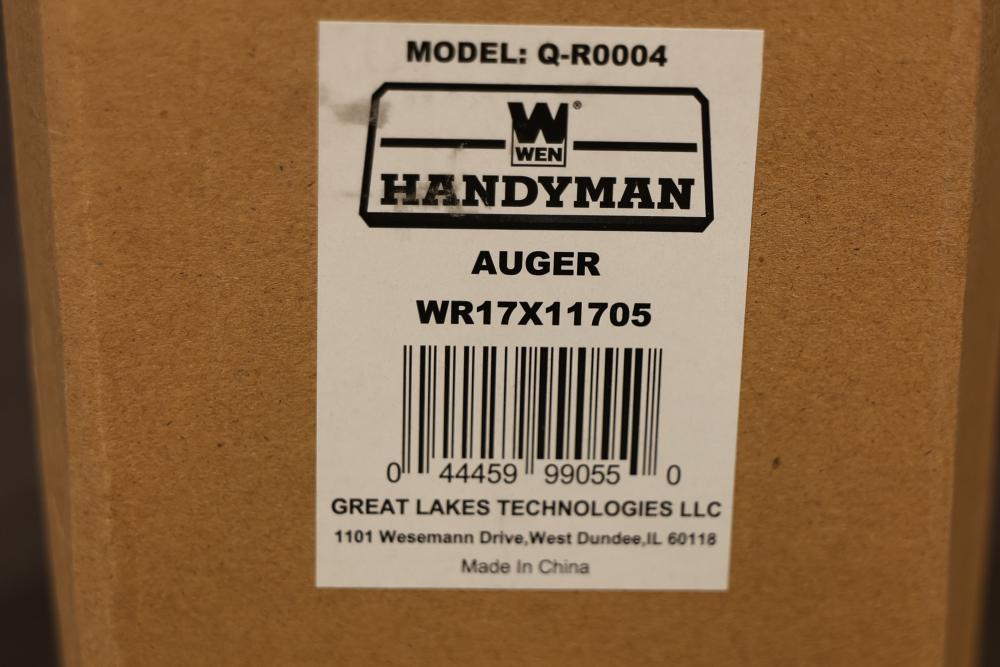 MODEL: Q-R0004
W®
WEN
HANDYMAN
AUGER
WR17X11705
0 44459 99055 0
GREAT LAKES TECHNOLOGIES LLC
1101 Wesemann Drive,West Dundee,IL 60118
Made In China